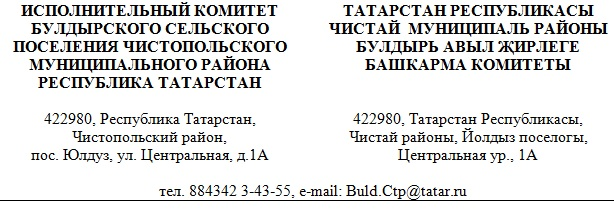 ИСПОЛНИТЕЛЬНЫЙ КОМИТЕТ
БУЛДЫРСКОГО СЕЛЬСКОГО
ПОСЕЛЕНИЯ ЧИСТОПОЛЬСКОГО
МУНИЦИПАЛЬНОГО РАЙОНА
РЕСПУБЛИКА ТАТАРСТАН
422980, Республика Татарстан,
Чистопольский район,
пос. Юлдуз, ул. Центральная, д.1А
ТАТАРСТАН РЕСПУБЛИКАСЫ
ЧИСТАЙ МУНИЦИПАЛЬ РАЙОНЫ
БУЛДЫРЬ АВЫЛ ҖИРЛЕГЕ
БАШКАРМА КОМИТЕТЫ
422980, Татарстан Республикасы,
Чистай районы, Йолдыз поселогы,
Центральная ур., 1А
тел. 884342 3-43-55, e-mail: Buld.Ctp@tatar.ru